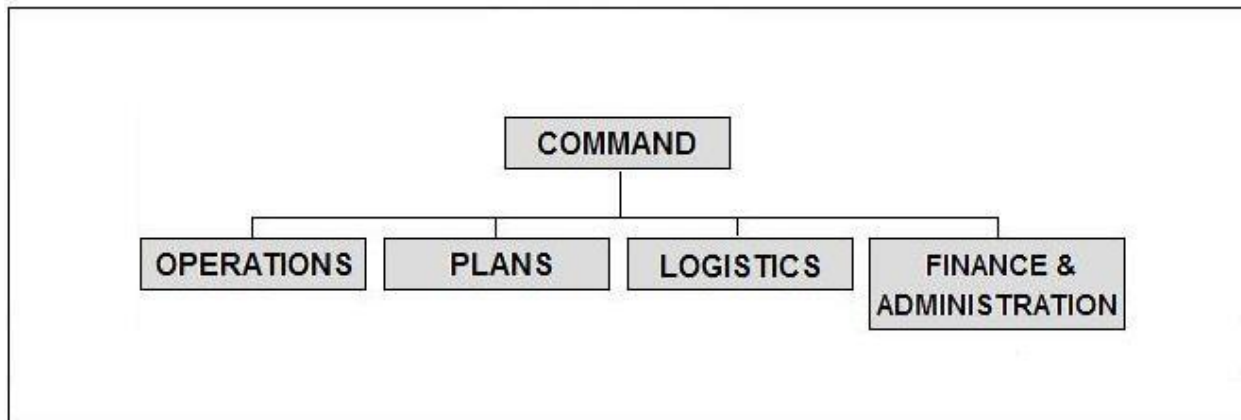 COMMAND
OPERATIONS
PLANS
LOGISTICS
FINANCE &
ADMINISTRATION